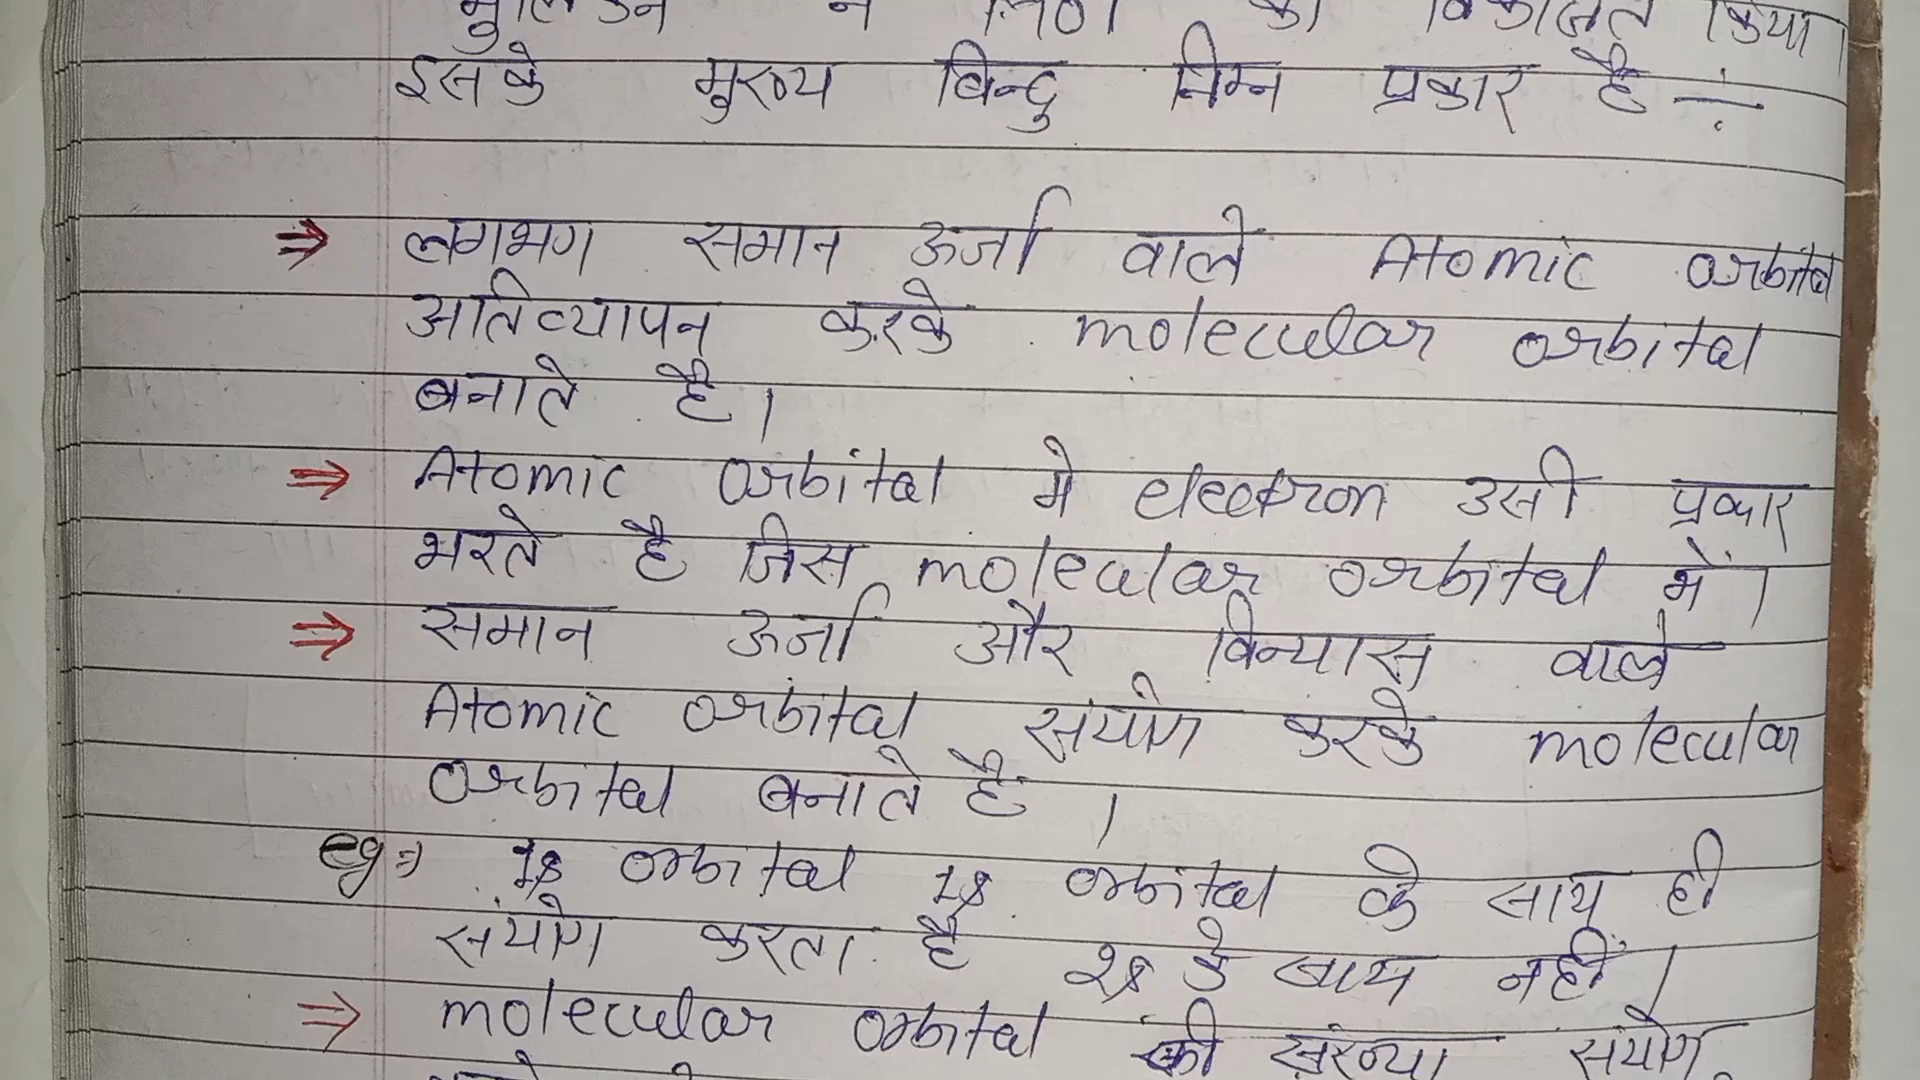 ने को विकसित किया।
इसके मुख्य बिन्दु निम्न प्रकार है -
⇒ लगभग समान ऊर्जा वाले Atomic orbital
अतिव्यापन करके molecular orbital
बनाते है।
⇒ Atomic orbital मे electron उसी प्रकार
भरते है जिस molecular orbital में।
⇒ समान ऊर्जा और विन्यास वाले
Atomic orbital संयोग करके molecular
orbital बनाते है।
eg ⇒ 1s orbital 1s orbital के साथ ही
संयोग करता है 2s के साथ नहीं।
⇒ molecular orbital की संख्या संयोग